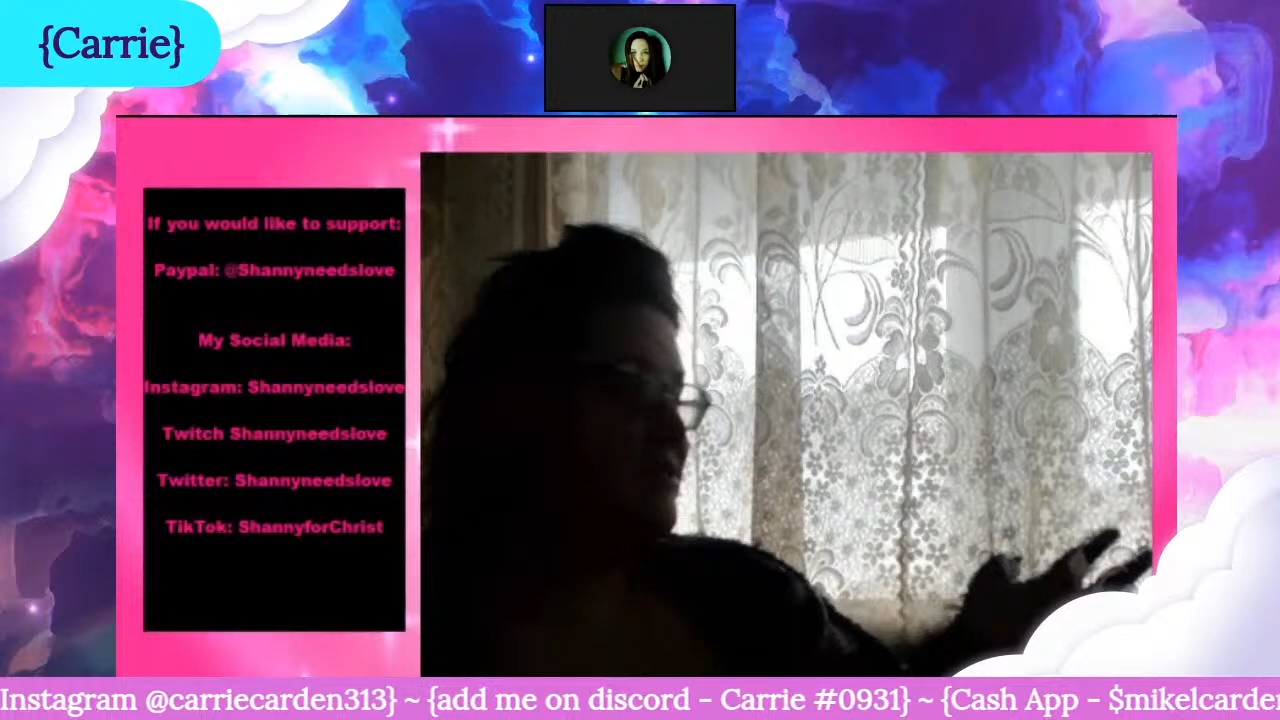 {Carrie}
If you would like to support:
Paypal: @Shannyneedslove
My Social Media:
Instagram: Shannyneedslove
Twitch Shannyneedslove
Twitter: Shannyneedslove
TikTok: ShannyforChrist
Instagram @carriecarden313} ~ {add me on discord - Carrie #0931} ~ {Cash App - $mikelcarden